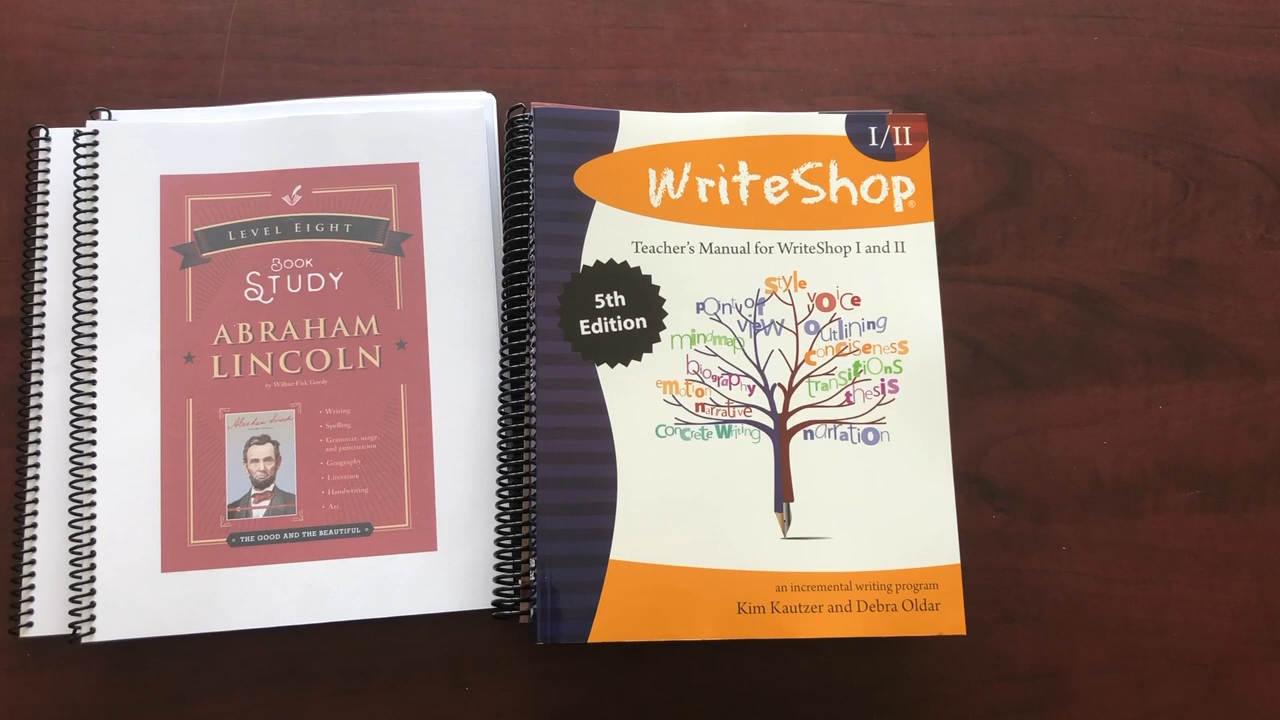 LEVEL EIGHT
BOOK
STUDY
ABRAHAM
LINCOLN
by Wilbur Fisk Gordy
Abraham Lincoln
• Writing
• Spelling
• Grammar, usage,
and punctuation
• Geography
• Literature
• Handwriting
• Art
THE GOOD AND THE BEAUTIFUL
I/II
WriteShop®
Teacher's Manual for WriteShop I and II
5th
Edition
style
point of
view
voice
outlining
mindmap
conciseness
biography
transitions
emotion
thesis
narrative
Concrete Writing
narration
an incremental writing program
Kim Kautzer and Debra Oldar